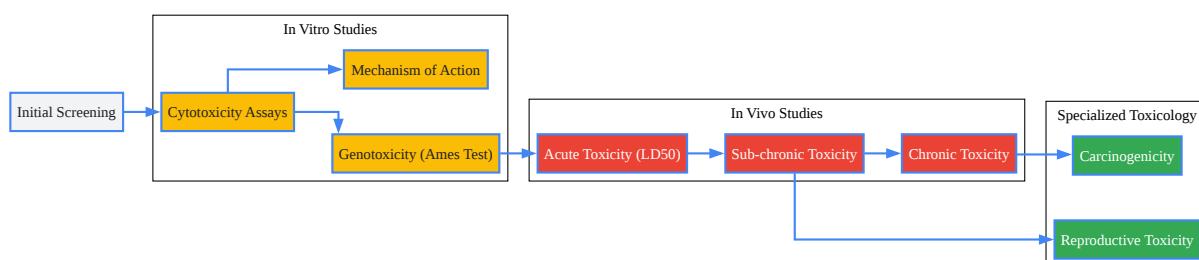 In Vitro Studies
Mechanism of Action
Initial Screening
Cytotoxicity Assays
Genotoxicity (Ames Test)
In Vivo Studies
Acute Toxicity (LD50)
Sub-chronic Toxicity
Chronic Toxicity
Specialized Toxicology
Carcinogenicity
Reproductive Toxicity